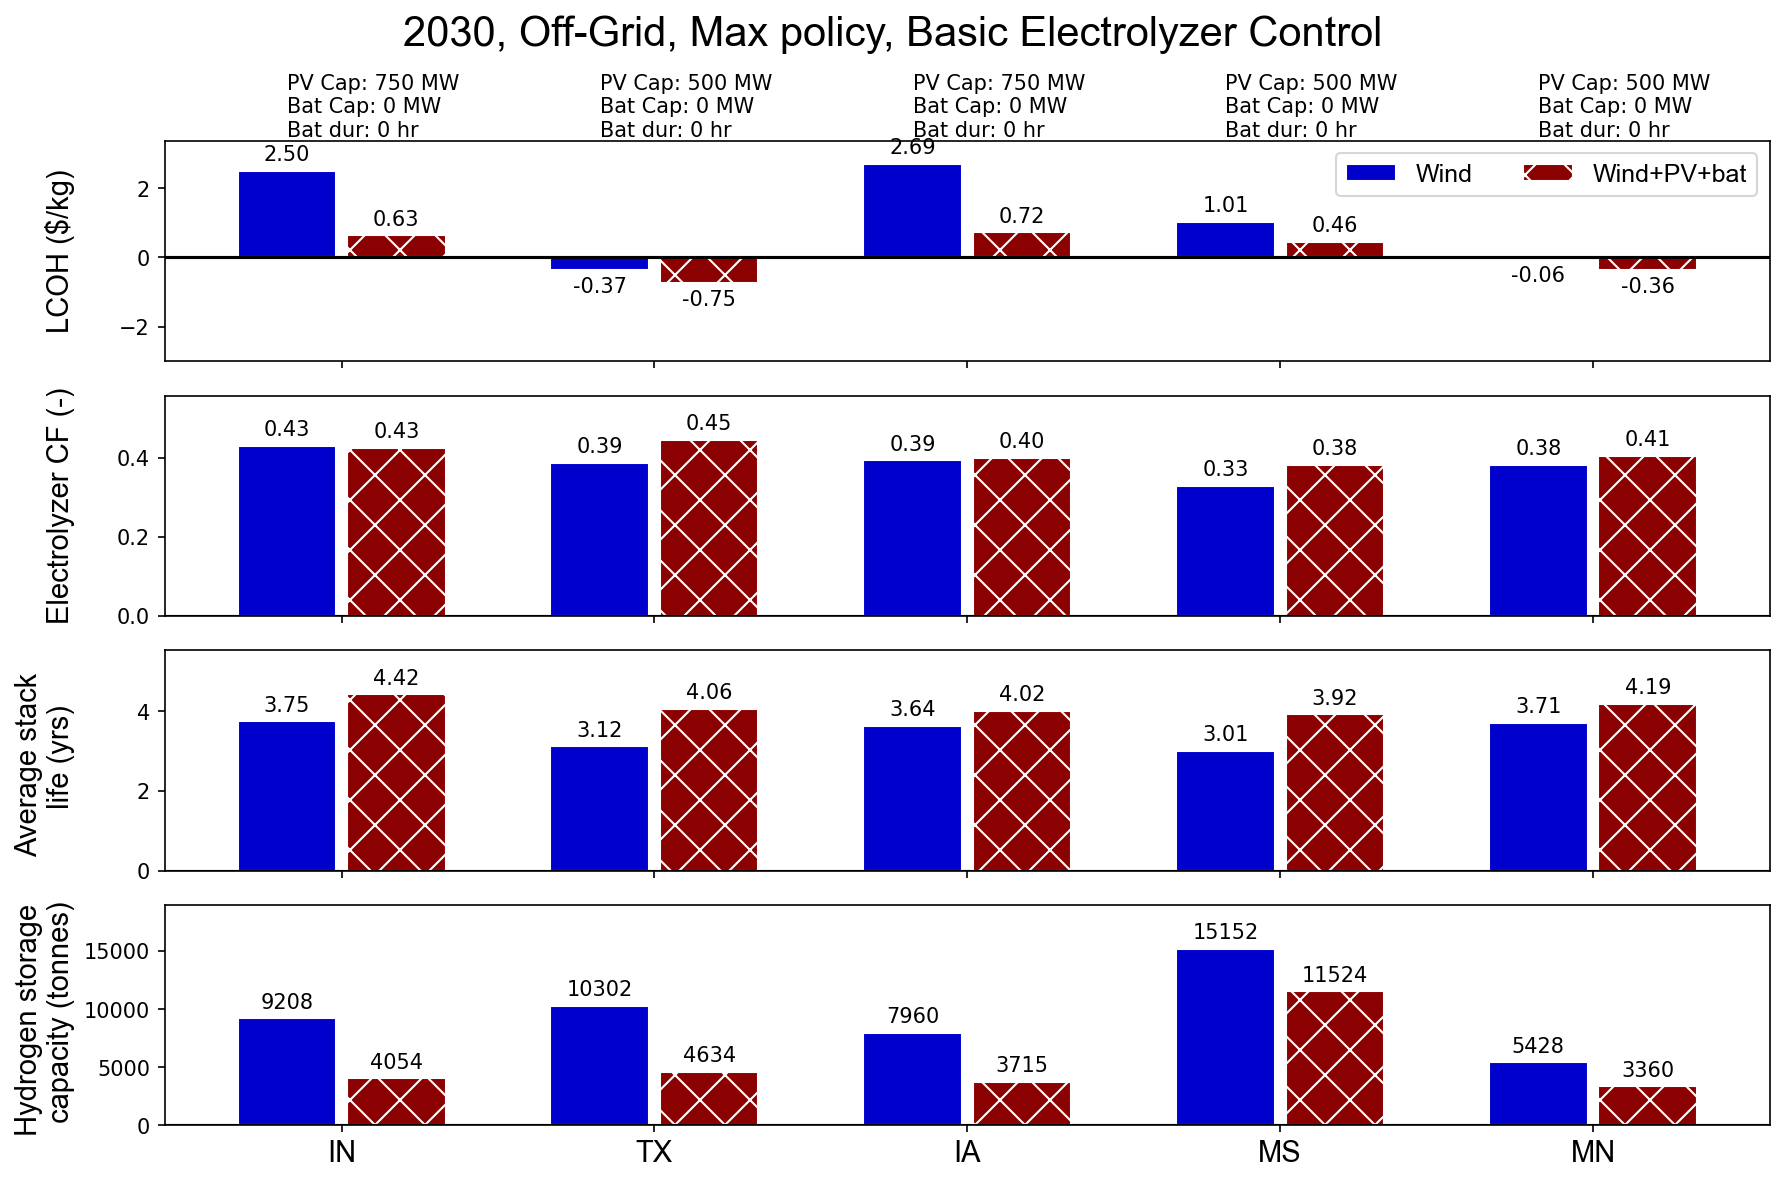 2030, Off-Grid, Max policy, Basic Electrolyzer Control
PV Cap: 750 MW
Bat Cap: 0 MW
Bat dur: 0 hr
PV Cap: 500 MW
Bat Cap: 0 MW
Bat dur: 0 hr
PV Cap: 750 MW
Bat Cap: 0 MW
Bat dur: 0 hr
PV Cap: 500 MW
Bat Cap: 0 MW
Bat dur: 0 hr
PV Cap: 500 MW
Bat Cap: 0 MW
Bat dur: 0 hr
LCOH ($/kg)
2
0
−2
2.50
0.63
-0.37
-0.75
2.69
0.72
1.01
0.46
-0.06
-0.36
Wind
Wind+PV+bat
Electrolyzer CF (-)
0.4
0.2
0.0
0.43
0.43
0.39
0.45
0.39
0.40
0.33
0.38
0.38
0.41
Average stack
life (yrs)
4
2
0
3.75
4.42
3.12
4.06
3.64
4.02
3.01
3.92
3.71
4.19
Hydrogen storage
capacity (tonnes)
15000
10000
5000
0
9208
4054
10302
4634
7960
3715
15152
11524
5428
3360
IN
TX
IA
MS
MN